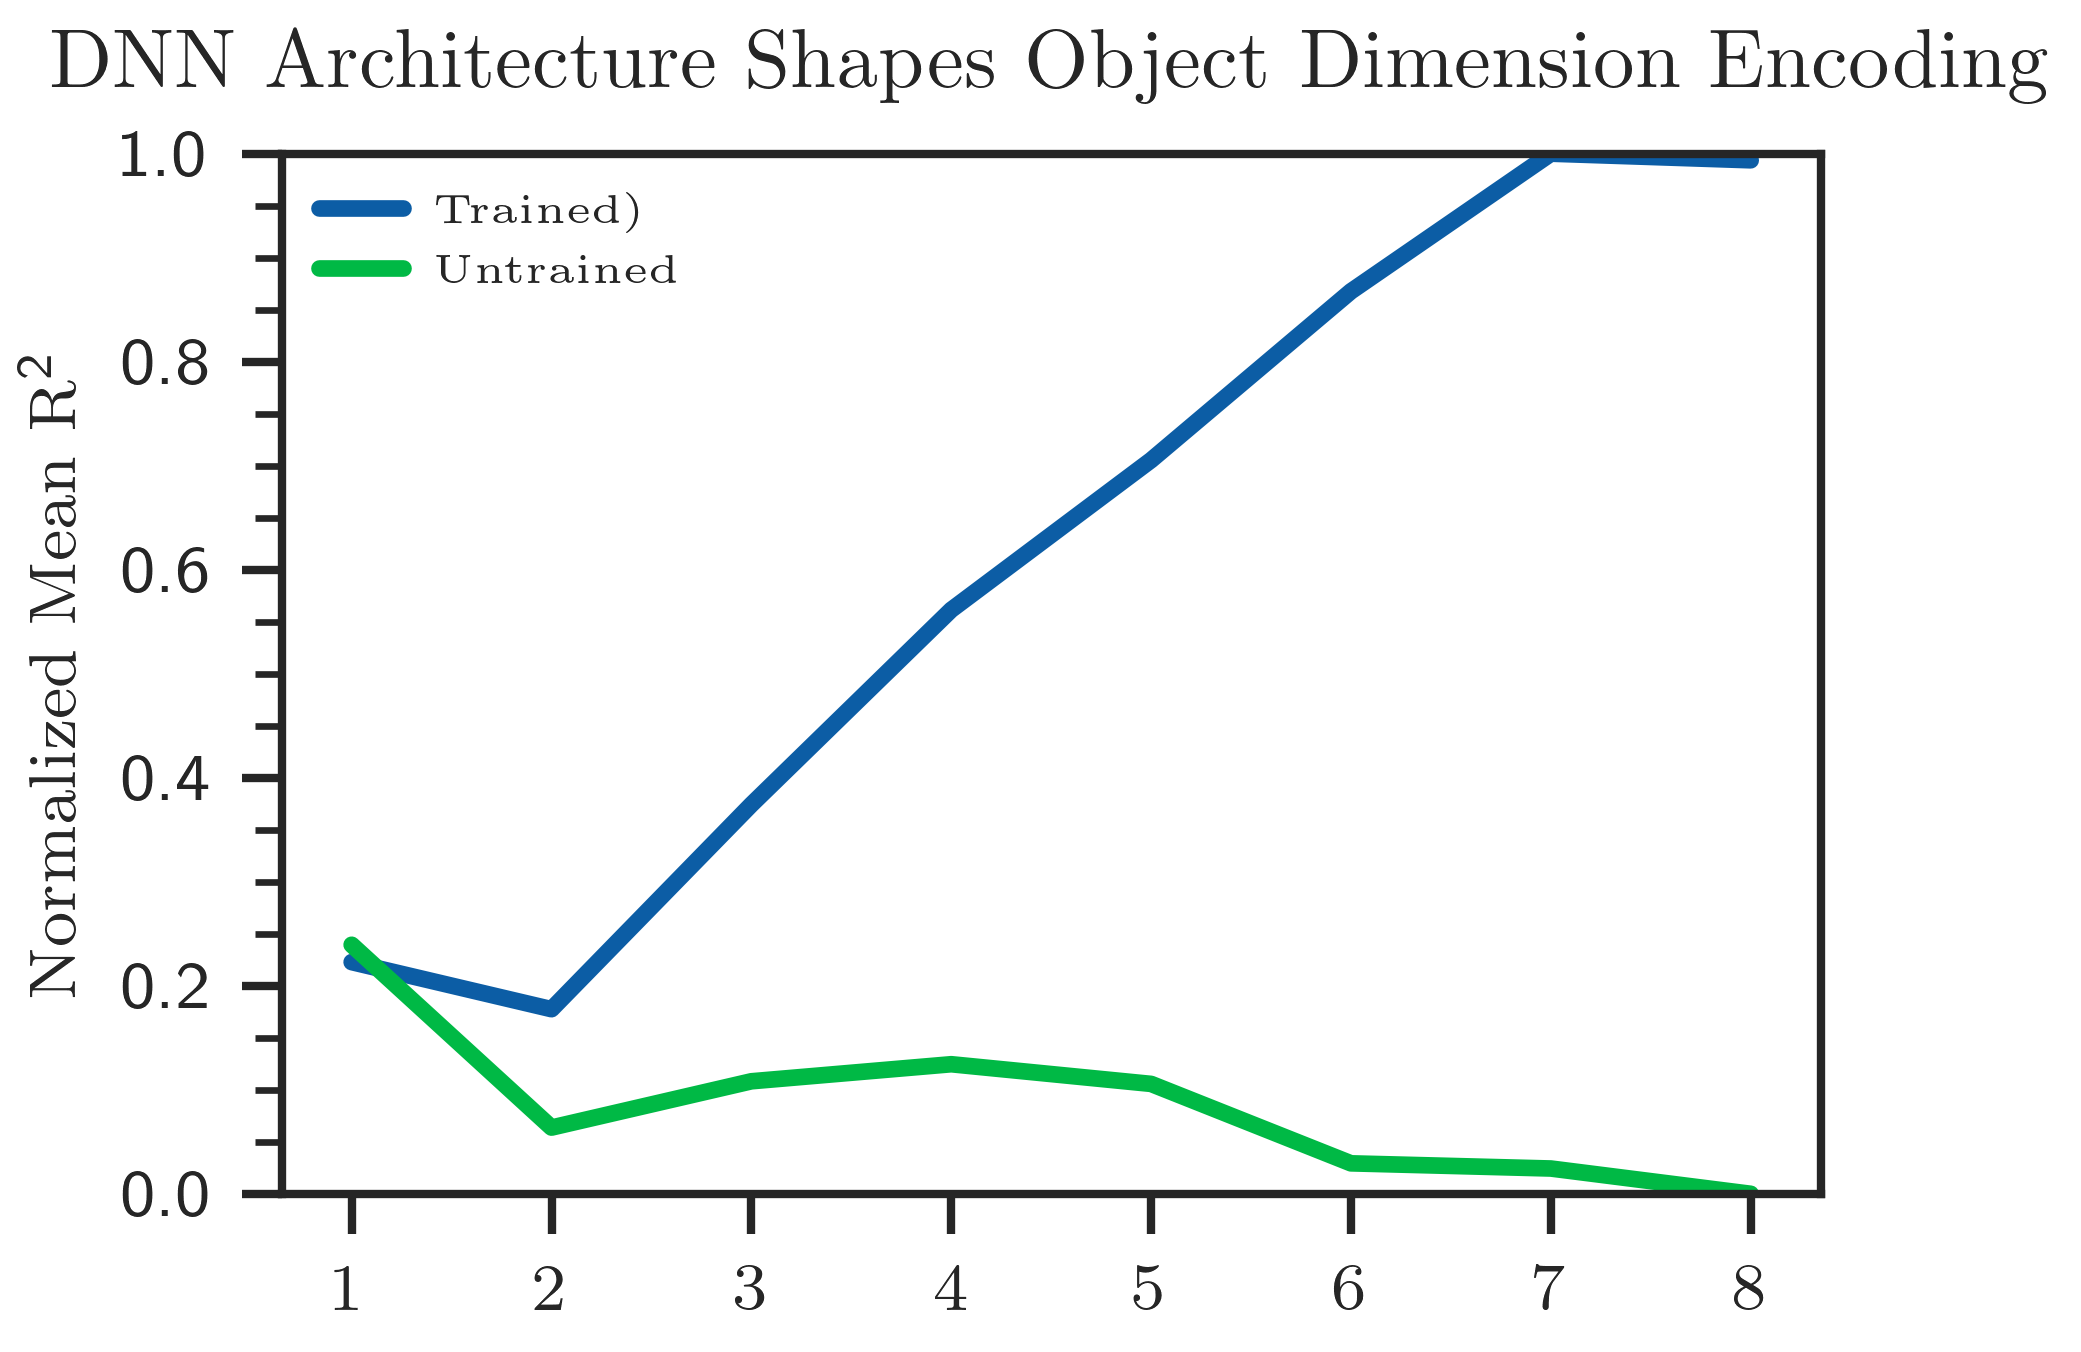 DNN Architecture Shapes Object Dimension Encoding
Normalized Mean R²
1.0
0.8
0.6
0.4
0.2
0.0
Trained)
Untrained
1 2 3 4 5 6 7 8